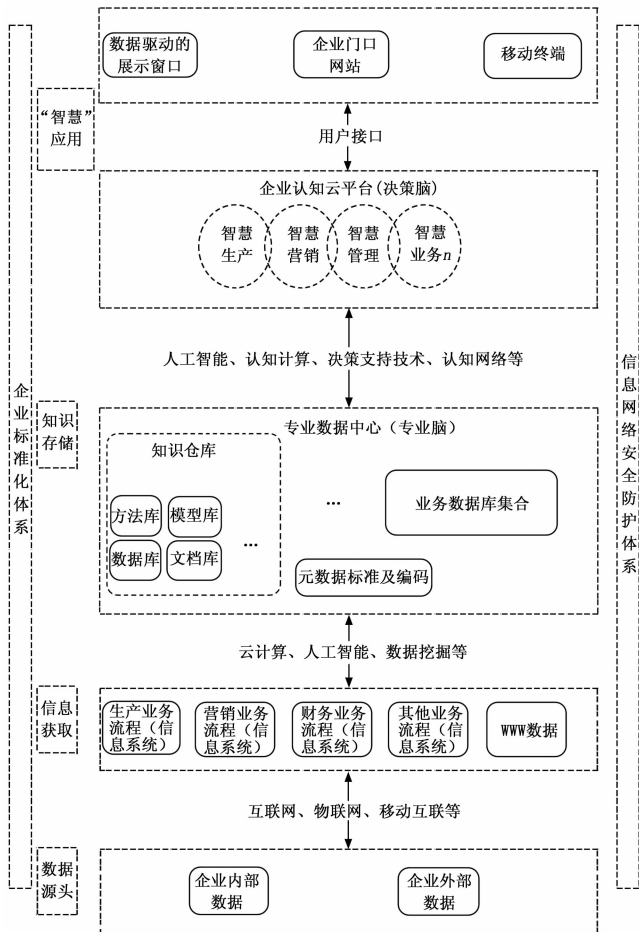 数据驱动的
展示窗口
企业门口
网站
移动终端
“智慧”
应用
用户接口
企业认知云平台(决策脑)
智慧
生产
智慧
营销
智慧
管理
智慧
业务n
人工智能、认知计算、决策支持技术、认知网络等
企业标准化体系
信息网络安全防护体系
知识
存储
专业数据中心（专业脑）
知识仓库
方法库
模型库
数据库
文档库
…
…
业务数据库集合
元数据标准及编码
云计算、人工智能、数据挖掘等
信息
获取
生产业务
流程（信
息系统）
营销业务
流程（信
息系统）
财务业务
流程（信
息系统）
其他业务
流程（信
息系统）
WWW数据
互联网、物联网、移动互联等
数据
源头
企业内部
数据
企业外部
数据